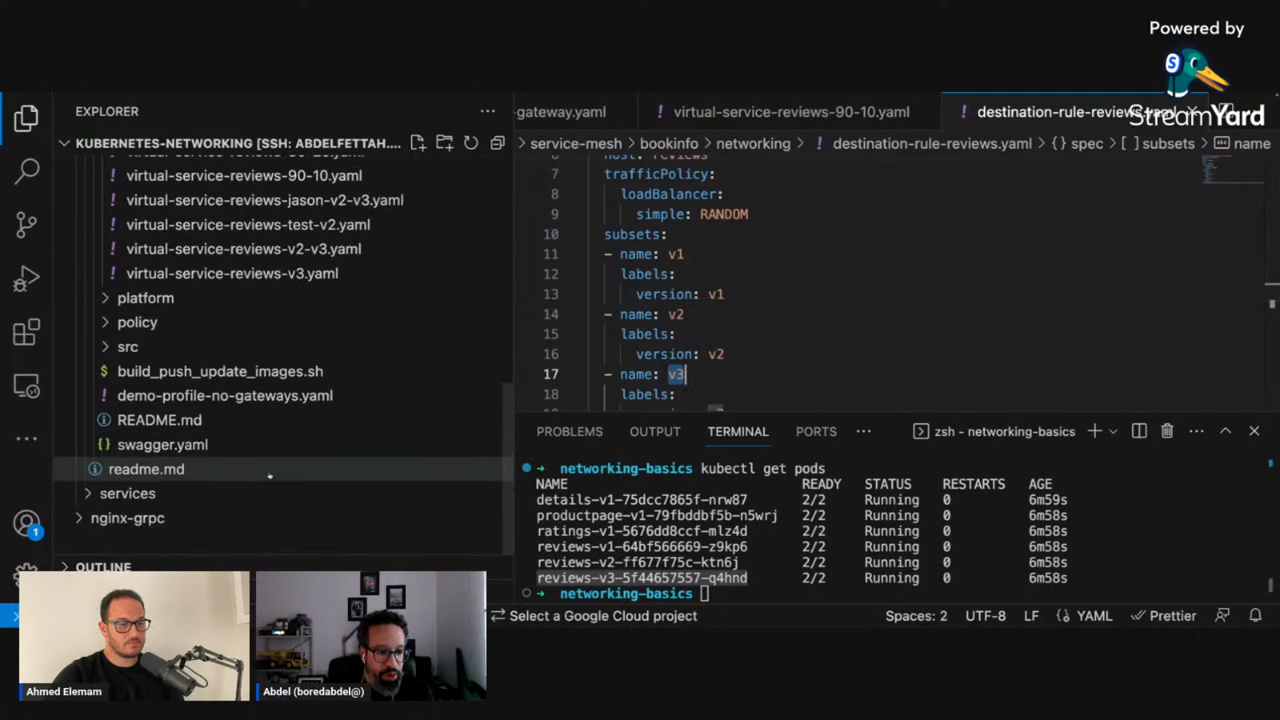 Powered by
StreamYard
EXPLORER
KUBERNETES-NETWORKING [SSH: ABDELFETTAH....
virtual-service-reviews-90-10.yaml
virtual-service-reviews-jason-v2-v3.yaml
virtual-service-reviews-test-v2.yaml
virtual-service-reviews-v2-v3.yaml
virtual-service-reviews-v3.yaml
platform
policy
src
build_push_update_images.sh
demo-profile-no-gateways.yaml
README.md
swagger.yaml
readme.md
services
nginx-grpc
OUTLINE
-gateway.yaml
virtual-service-reviews-90-10.yaml
destination-rule-reviews.yaml
service-mesh > bookinfo > networking > ! destination-rule-reviews.yaml > {} spec > [ ] subsets > abc name
host: reviews
7 trafficPolicy:
8 loadBalancer:
9 simple: RANDOM
10 subsets:
11 - name: v1
12 labels:
13 version: v1
14 - name: v2
15 labels:
16 version: v2
17 - name: v3
18 labels:
PROBLEMS OUTPUT TERMINAL PORTS zsh - networking-basics
➜ networking-basics kubectl get pods
NAME READY STATUS RESTARTS AGE
details-v1-75dcc7865f-nrw87 2/2 Running 0 6m59s
productpage-v1-79fbddbf5b-n5wrj 2/2 Running 0 6m58s
ratings-v1-5676dd8ccf-mlz4d 2/2 Running 0 6m58s
reviews-v1-64bf566669-z9kp6 2/2 Running 0 6m58s
reviews-v2-ff677f75c-ktn6j 2/2 Running 0 6m58s
reviews-v3-5f44657557-q4hnd 2/2 Running 0 6m58s
➜ networking-basics
Select a Google Cloud project Spaces: 2 UTF-8 LF {} YAML Prettier
1
Ahmed Elemam
Abdel (boredabdel@)